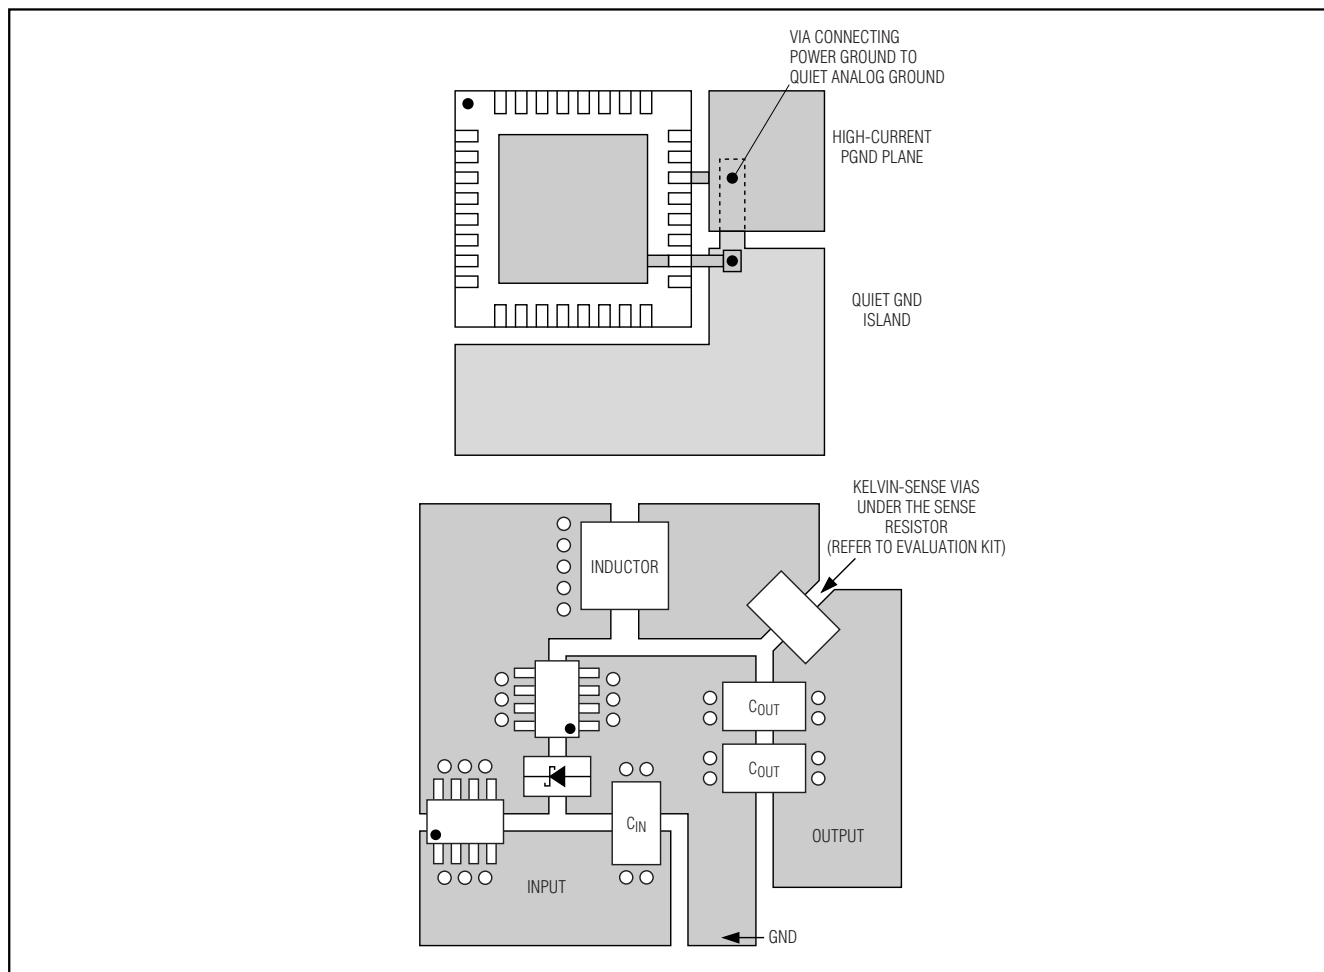 VIA CONNECTING
POWER GROUND TO
QUIET ANALOG GROUND
HIGH-CURRENT
PGND PLANE
QUIET GND
ISLAND
KELVIN-SENSE VIAS
UNDER THE SENSE
RESISTOR
(REFER TO EVALUATION KIT)
INDUCTOR
COUT
COUT
CIN
OUTPUT
INPUT
GND